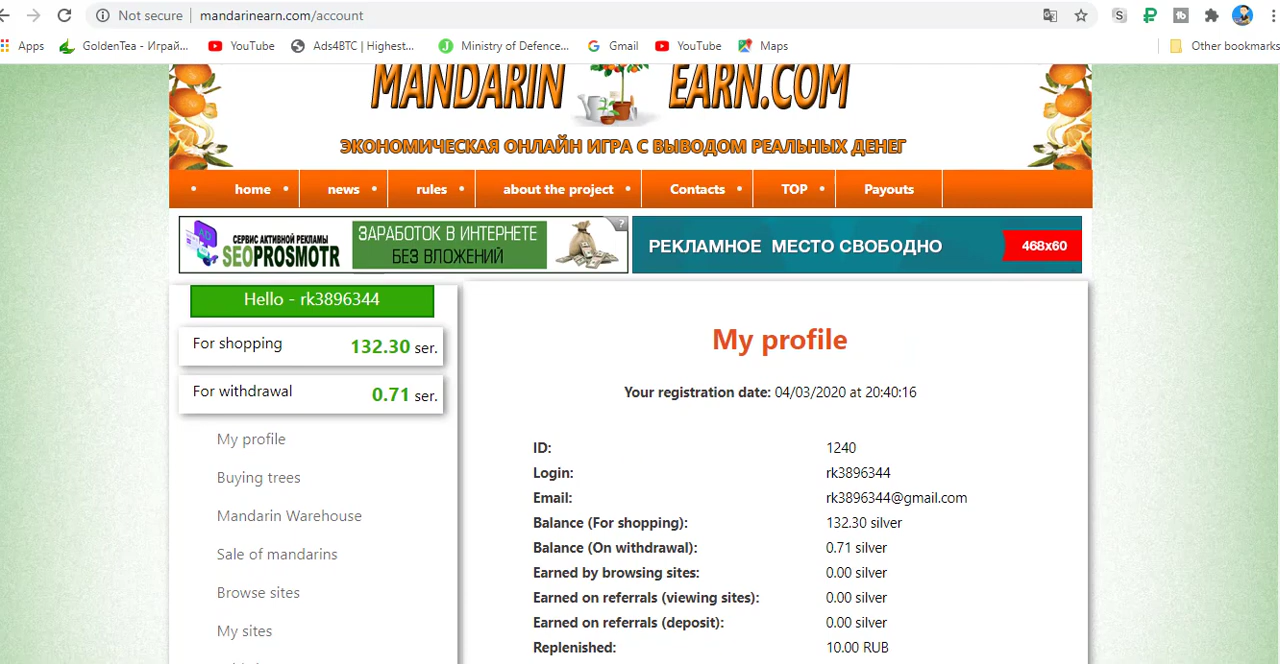 Not secure mandarinearn.com/account
Apps GoldenTea - Играй... YouTube Ads4BTC | Highest... Ministry of Defence... Gmail YouTube Maps Other bookmarks
MANDARIN EARN.COM
ЭКОНОМИЧЕСКАЯ ОНЛАЙН ИГРА С ВЫВОДОМ РЕАЛЬНЫХ ДЕНЕГ
home news rules about the project Contacts TOP Payouts
СЕРВИС АКТИВНОЙ РЕКЛАМЫ
SEOPROSMOTR
ЗАРАБОТОК В ИНТЕРНЕТЕ
БЕЗ ВЛОЖЕНИЙ
?
РЕКЛАМНОЕ МЕСТО СВОБОДНО 468x60
Hello - rk3896344
For shopping 132.30 ser.
For withdrawal 0.71 ser.
My profile
Buying trees
Mandarin Warehouse
Sale of mandarins
Browse sites
My sites
My profile
Your registration date: 04/03/2020 at 20:40:16
ID: 1240
Login: rk3896344
Email: rk3896344@gmail.com
Balance (For shopping): 132.30 silver
Balance (On withdrawal): 0.71 silver
Earned by browsing sites: 0.00 silver
Earned on referrals (viewing sites): 0.00 silver
Earned on referrals (deposit): 0.00 silver
Replenished: 10.00 RUB